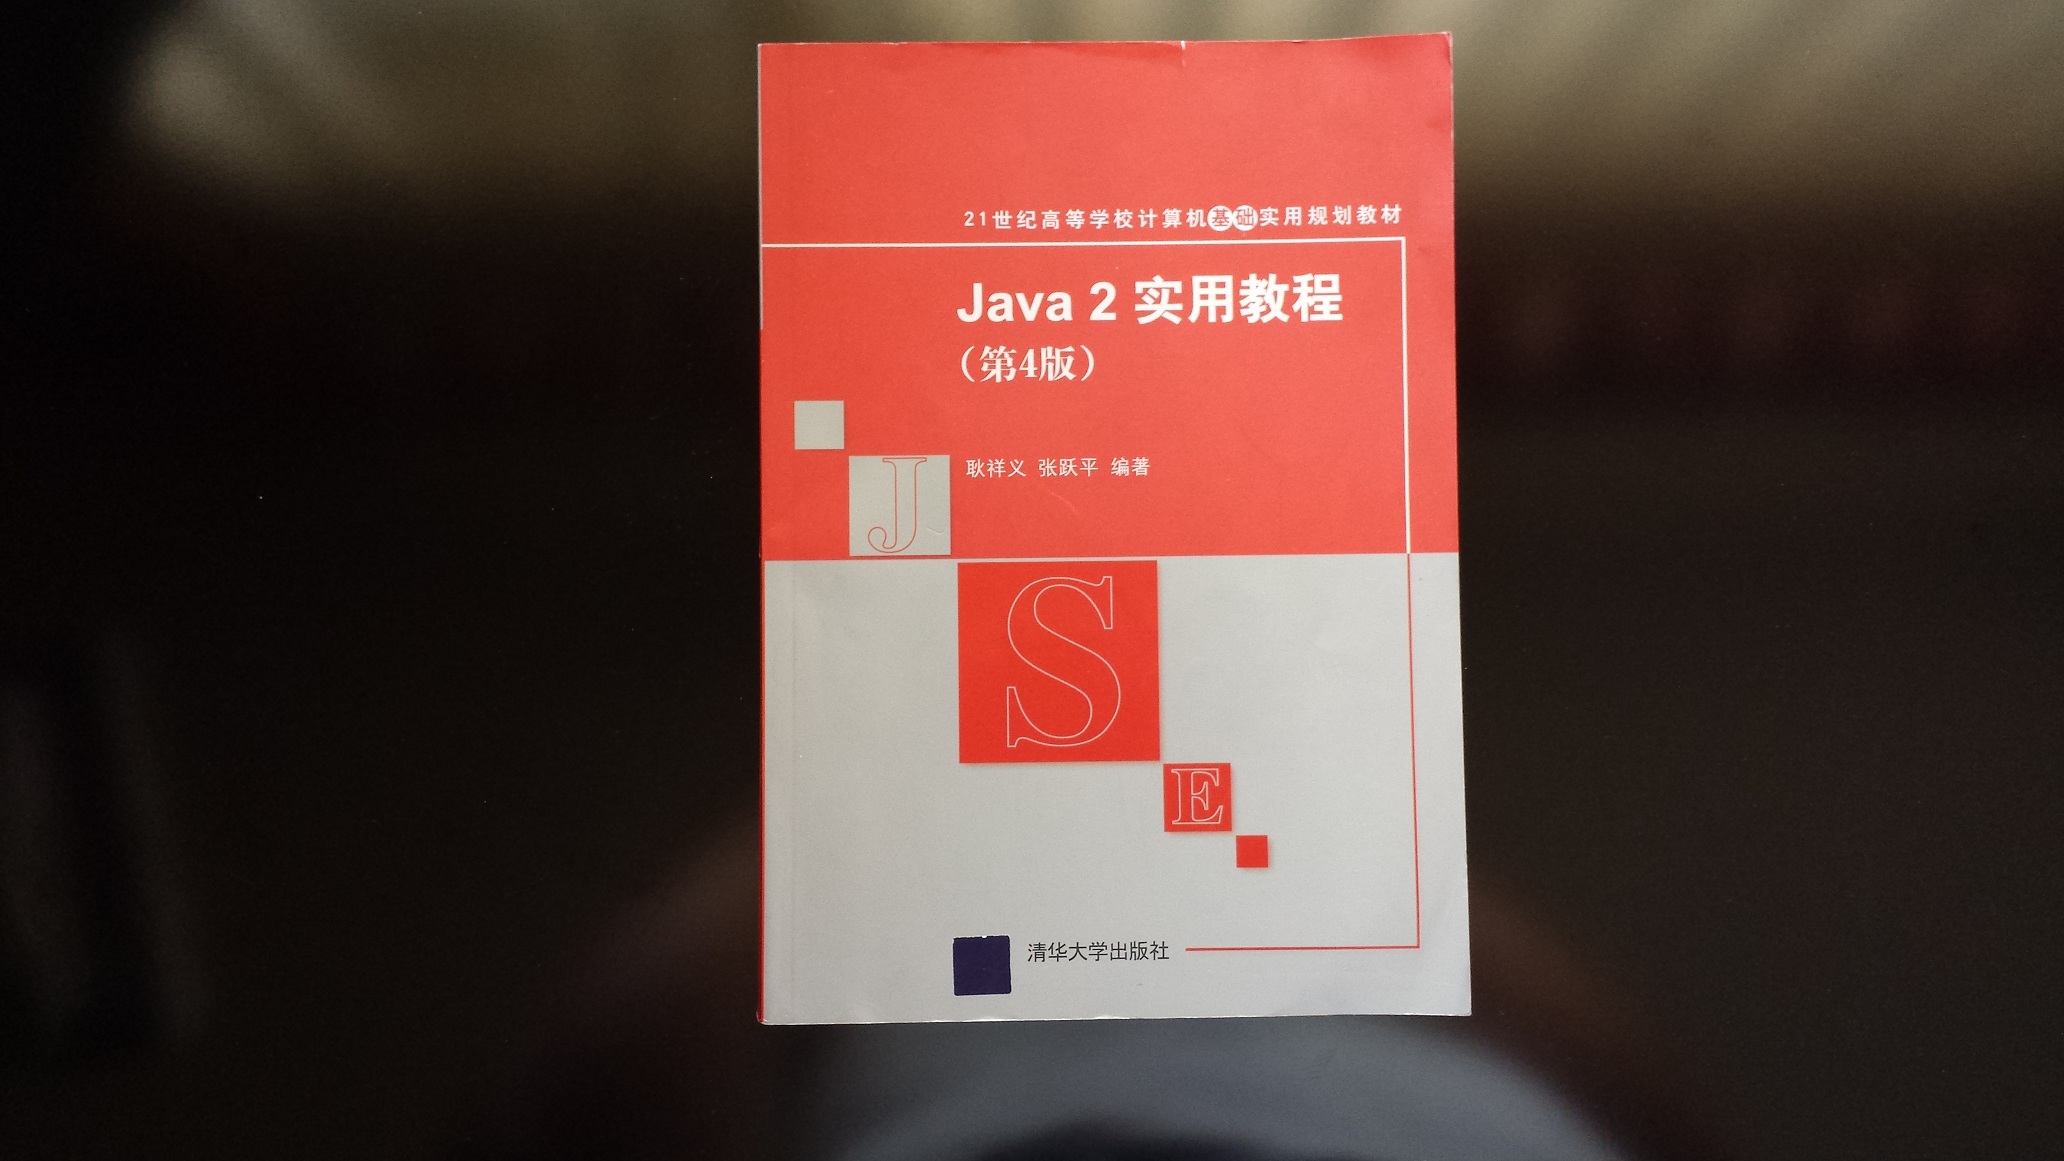 21世纪高等学校计算机基础实用规划教材
Java 2 实用教程
（第4版）
耿祥义 张跃平 编著
J
S
E
清华大学出版社